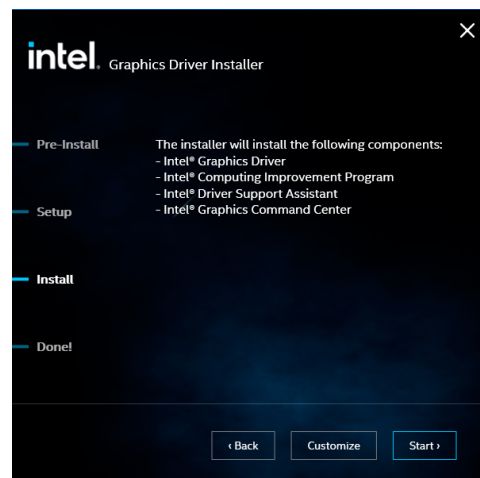 intel. Graphics Driver Installer
Pre-Install
The installer will install the following components:
- Intel® Graphics Driver
- Intel® Computing Improvement Program
- Intel® Driver Support Assistant
- Intel® Graphics Command Center
Setup
Install
Done!
‹ Back
Customize
Start ›